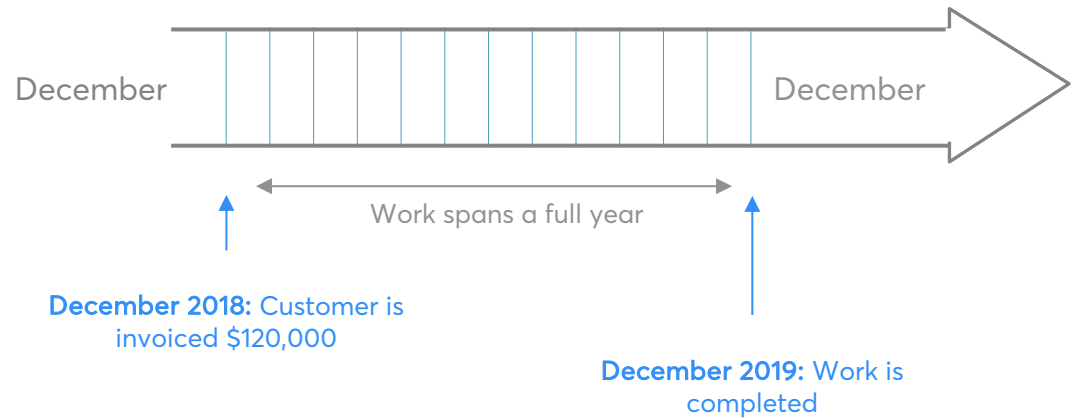 December
December
Work spans a full year
December 2018: Customer is
invoiced $120,000
December 2019: Work is
completed